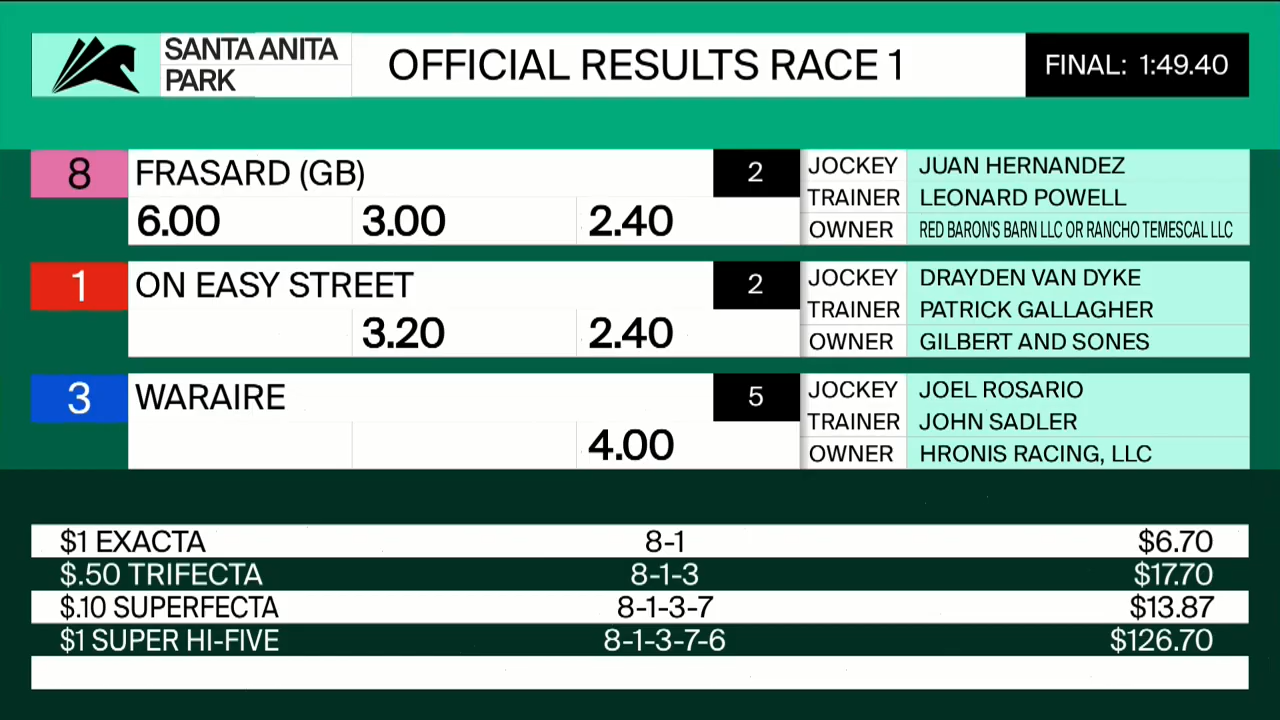 SANTA ANITA
PARK
OFFICIAL RESULTS RACE 1
FINAL: 1:49.40
8 FRASARD (GB) 2
6.00 3.00 2.40
JOCKEY JUAN HERNANDEZ
TRAINER LEONARD POWELL
OWNER RED BARON'S BARN LLC OR RANCHO TEMESCAL LLC
1 ON EASY STREET 2
3.20 2.40
JOCKEY DRAYDEN VAN DYKE
TRAINER PATRICK GALLAGHER
OWNER GILBERT AND SONES
3 WARAIRE 5
4.00
JOCKEY JOEL ROSARIO
TRAINER JOHN SADLER
OWNER HRONIS RACING, LLC
$1 EXACTA 8-1 $6.70
$.50 TRIFECTA 8-1-3 $17.70
$.10 SUPERFECTA 8-1-3-7 $13.87
$1 SUPER HI-FIVE 8-1-3-7-6 $126.70